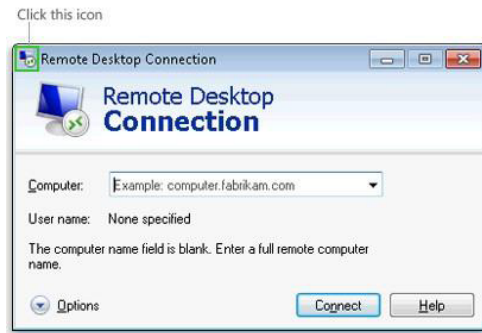 Click this icon
Remote Desktop Connection
Remote Desktop
Connection
Computer: Example: computer.fabrikam.com
User name: None specified
The computer name field is blank. Enter a full remote computer
name.
Options Connect Help